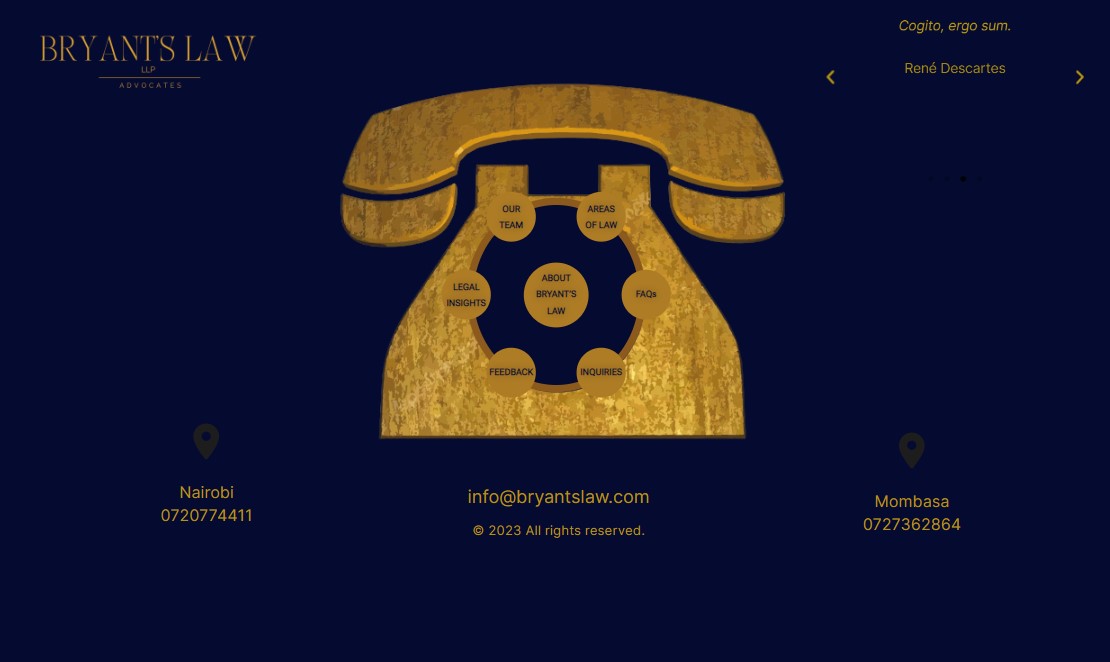 BRYANT'S LAW
LLP
ADVOCATES
Cogito, ergo sum.
René Descartes
OUR
TEAM
AREAS
OF LAW
LEGAL
INSIGHTS
ABOUT
BRYANT'S
LAW
FAQs
FEEDBACK
INQUIRIES
Nairobi
0720774411
info@bryantslaw.com
© 2023 All rights reserved.
Mombasa
0727362864